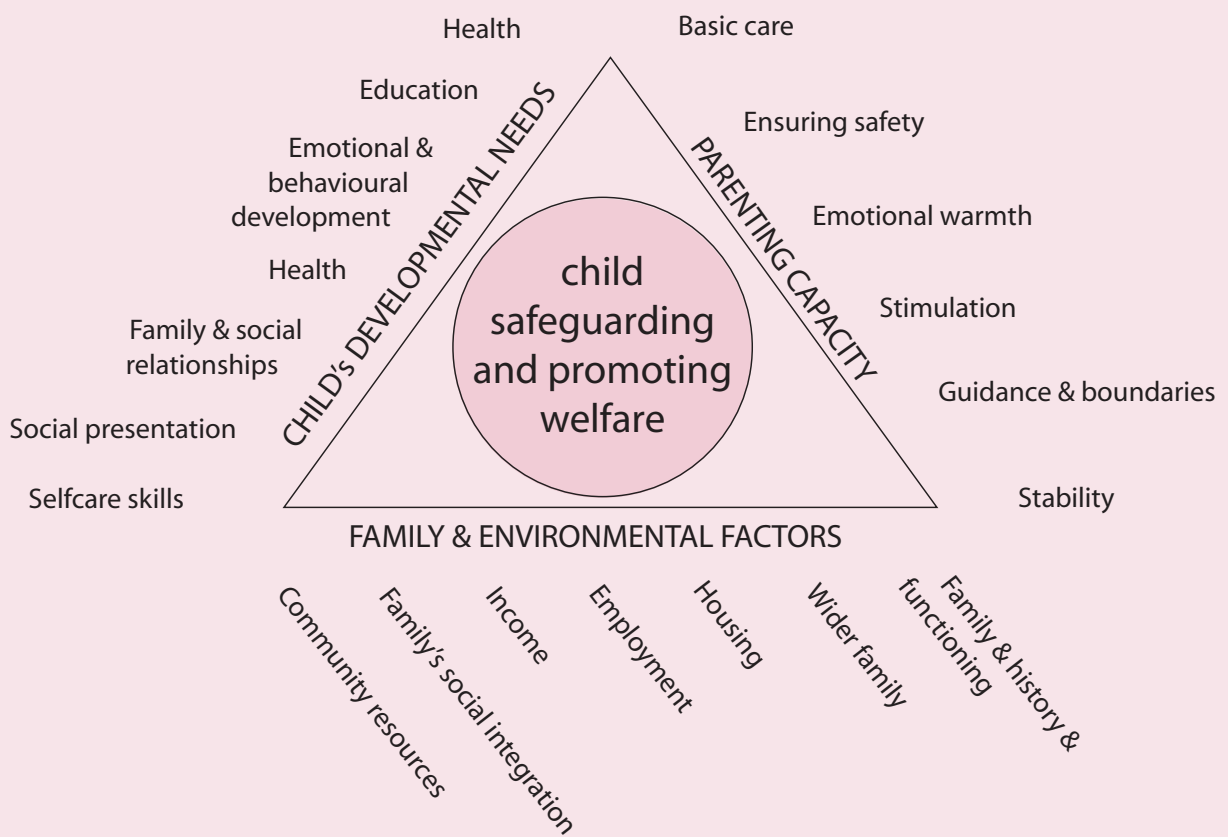 Health
Education
Emotional &
behavioural
development
Health
Family & social
relationships
Social presentation
Selfcare skills
CHILD's DEVELOPMENTAL NEEDS
Basic care
Ensuring safety
Emotional warmth
Stimulation
Guidance & boundaries
Stability
PARENTING CAPACITY
child
safeguarding
and promoting
welfare
FAMILY & ENVIRONMENTAL FACTORS
Community resources
Family's social integration
Income
Employment
Housing
Wider family
Family & history &
functioning